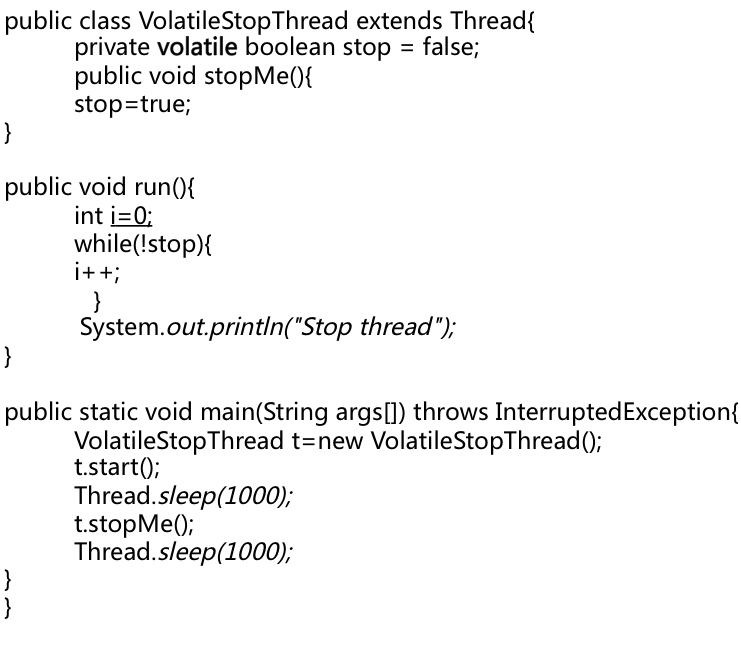 public class VolatileStopThread extends Thread{
private volatile boolean stop = false;
public void stopMe(){
stop=true;
}
public void run(){
int i=0;
while(!stop){
i++;
}
System.out.println("Stop thread");
}
public static void main(String args[]) throws InterruptedException{
VolatileStopThread t=new VolatileStopThread();
t.start();
Thread.sleep(1000);
t.stopMe();
Thread.sleep(1000);
}
}